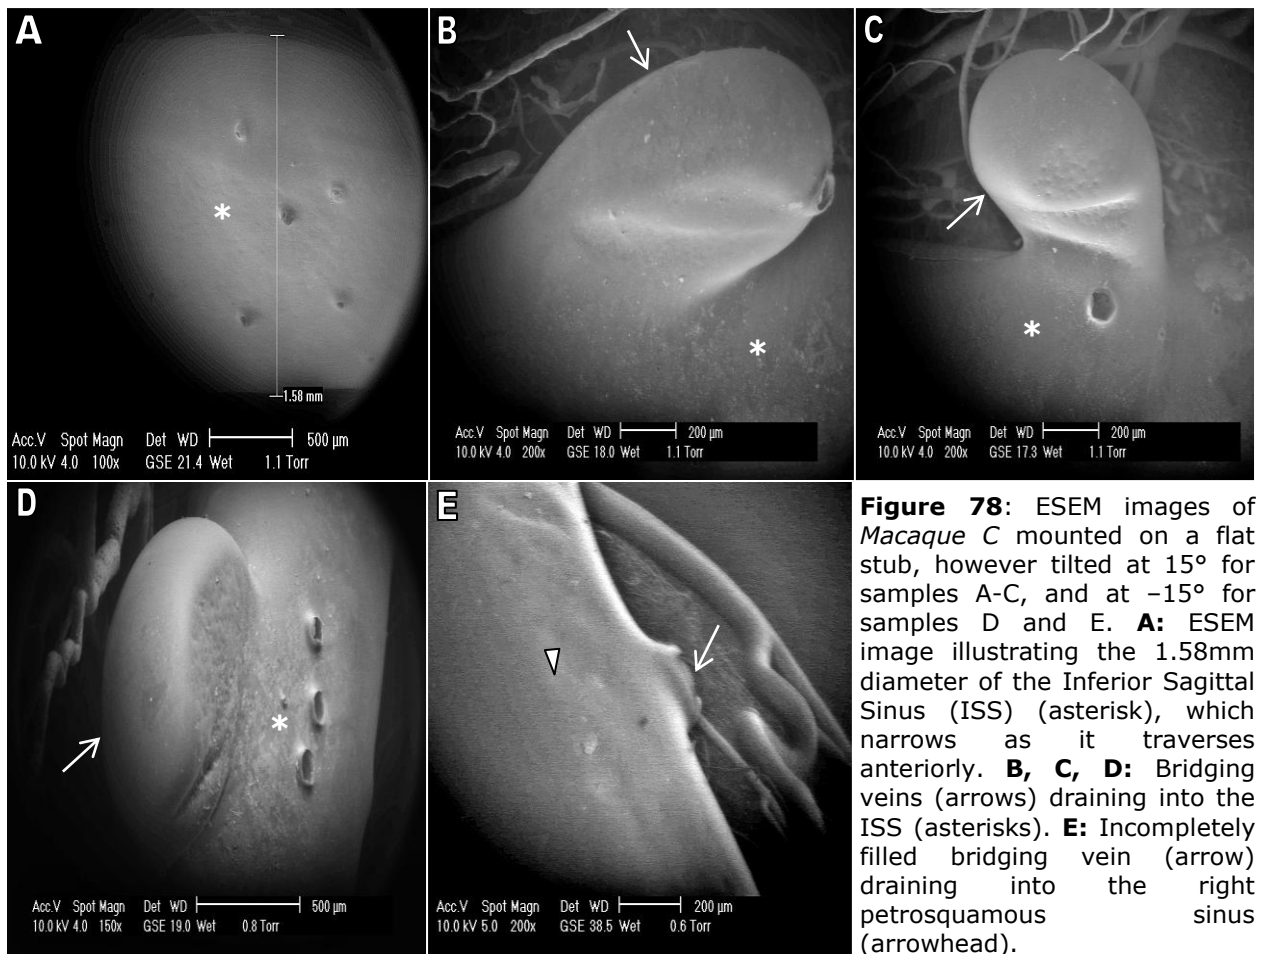 A
1.58 mm
Acc.V Spot Magn Det WD 500 µm
10.0 kV 4.0 100x GSE 21.4 Wet 1.1 Torr
B
*
Acc.V Spot Magn Det WD 200 µm
10.0 kV 4.0 200x GSE 18.0 Wet 1.1 Torr
C
*
Acc.V Spot Magn Det WD 200 µm
10.0 kV 4.0 200x GSE 17.3 Wet 1.1 Torr
D
*
Acc.V Spot Magn Det WD 500 µm
10.0 kV 4.0 150x GSE 19.0 Wet 0.8 Torr
E
Acc.V Spot Magn Det WD 200 µm
10.0 kV 5.0 200x GSE 38.5 Wet 0.6 Torr
Figure 78: ESEM images of
Macaque C mounted on a flat
stub, however tilted at 15° for
samples A-C, and at –15° for
samples D and E. A: ESEM
image illustrating the 1.58mm
diameter of the Inferior Sagittal
Sinus (ISS) (asterisk), which
narrows as it traverses
anteriorly. B, C, D: Bridging
veins (arrows) draining into the
ISS (asterisks). E: Incompletely
filled bridging vein (arrow)
draining into the right
petrosquamous sinus
(arrowhead).